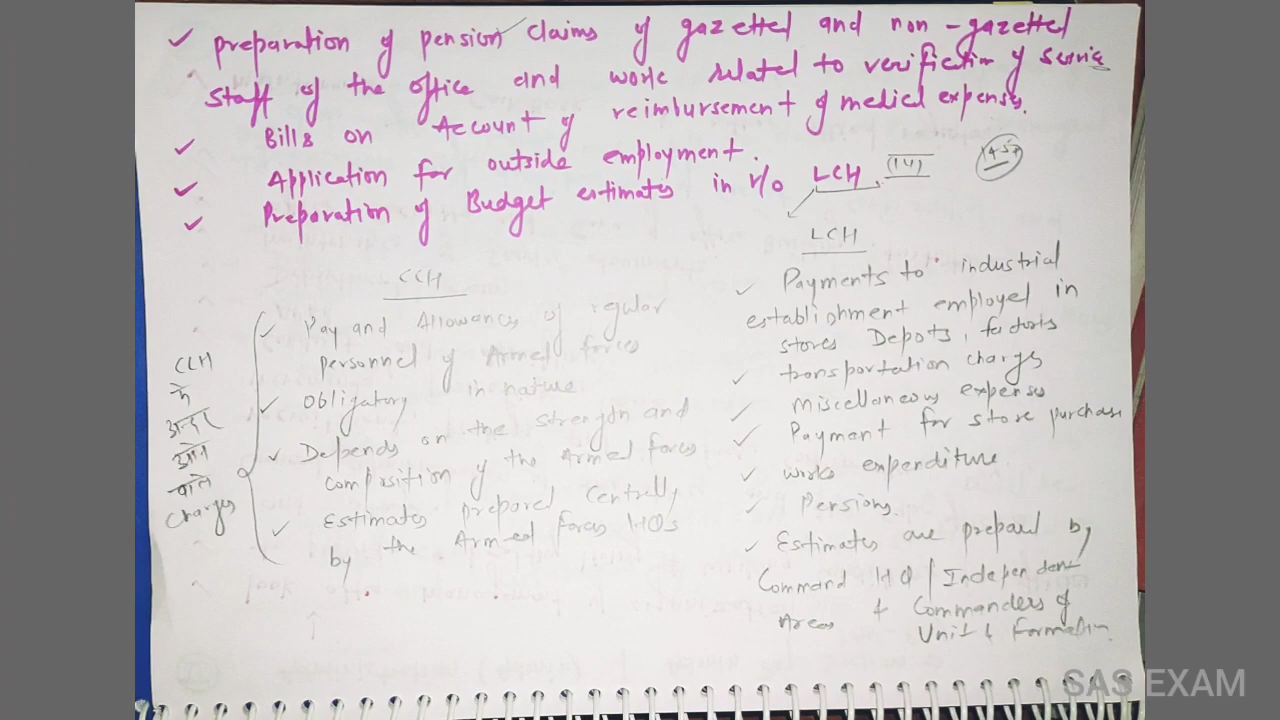 preparation of pension claims of gazetted and non-gazetted
staff of the office and work related to verification of service
Bills on Account of reimbursement of medical expenses.
Application for outside employment.
Preparation of Budget estimates in r/o LCH
LCH
Payments to industrial
establishment employed in
stores Depots, factories
transportation charges
Miscellaneous expenses
Payment for store purchase
works expenditure
Pensions
Estimates are prepared by
Command HQ / Independent
Areas & Commanders of
Unit & Formation
CCH
Pay and Allowances of regular
personnel of Armed forces
Obligatory in nature
Depends on the strength and
composition of the Armed forces
Estimates prepared centrally
by the Armed forces HQs
CCH
में
अन्दर
आने
वाले
charges
SAS EXAM